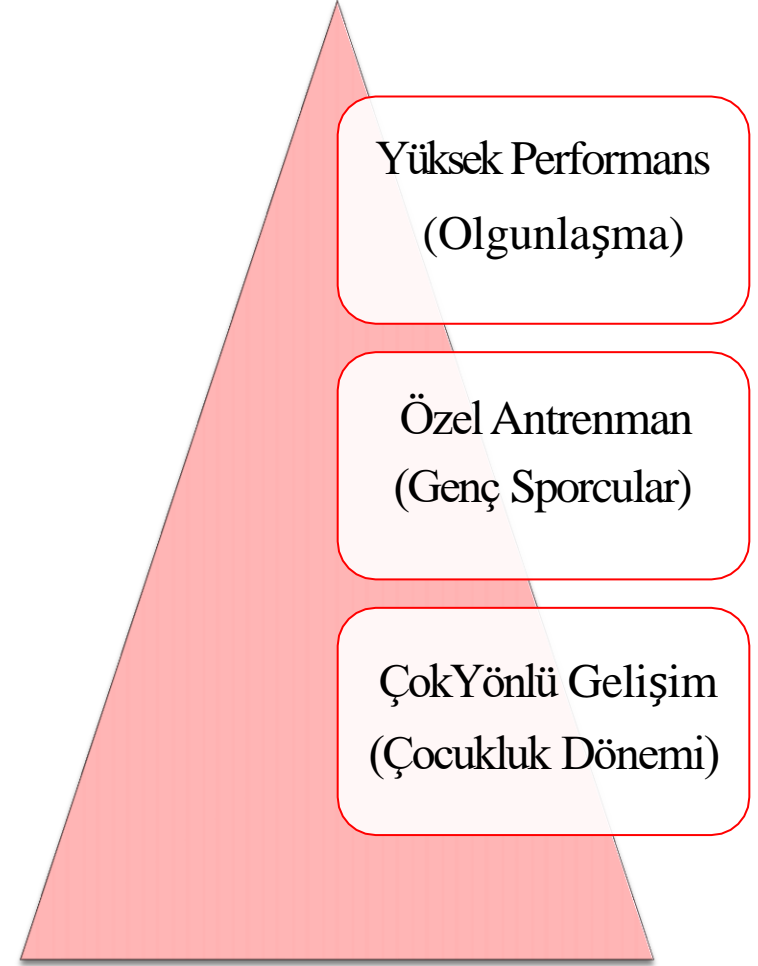 Yüksek Performans
(Olgunlaşma)
Özel Antrenman
(Genç Sporcular)
ÇokYönlü Gelişim
(Çocukluk Dönemi)